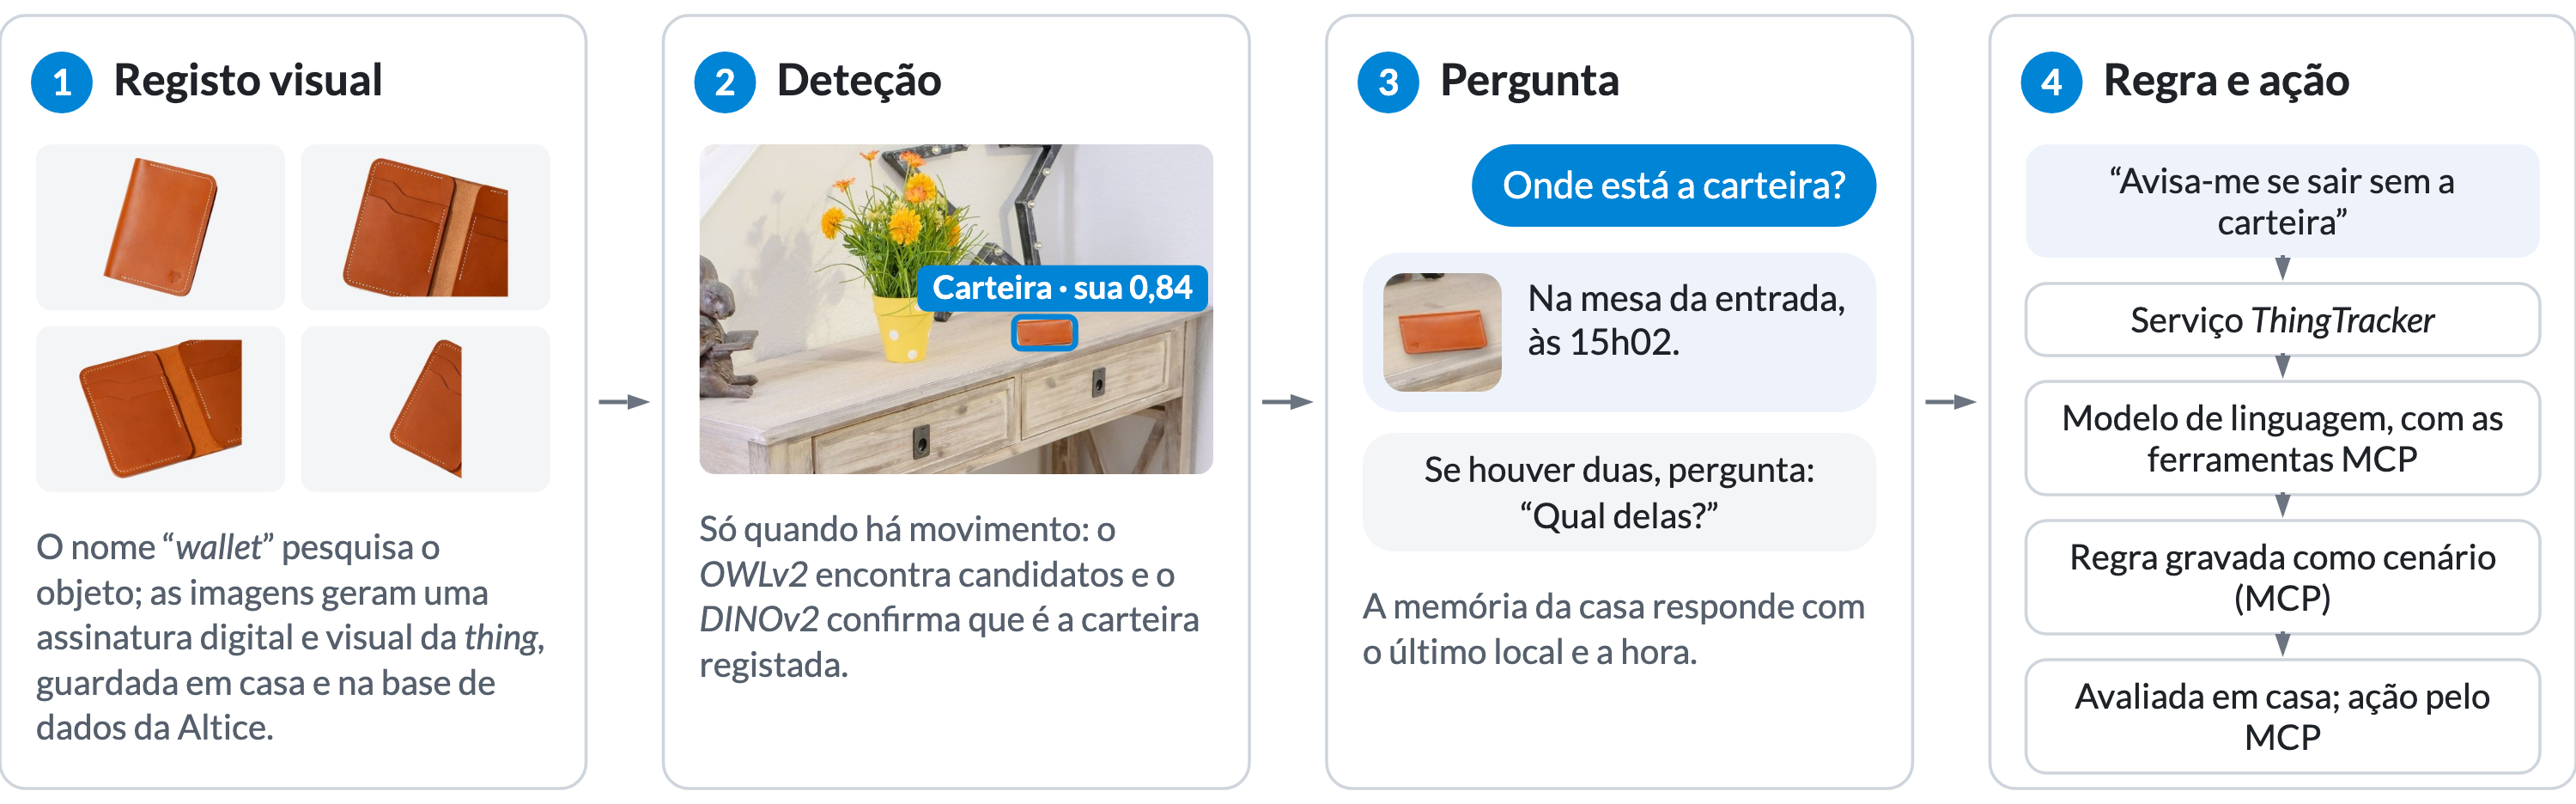 1 Registo visual
O nome “wallet” pesquisa o
objeto; as imagens geram uma
assinatura digital e visual da thing,
guardada em casa e na base de
dados da Altice.
2 Deteção
Carteira · sua 0,84
Só quando há movimento: o
OWLv2 encontra candidatos e o
DINOv2 confirma que é a carteira
registada.
3 Pergunta
Onde está a carteira?
Na mesa da entrada,
às 15h02.
Se houver duas, pergunta:
“Qual delas?”
A memória da casa responde com
o último local e a hora.
4 Regra e ação
“Avisa-me se sair sem a
carteira”
Serviço ThingTracker
Modelo de linguagem, com as
ferramentas MCP
Regra gravada como cenário
(MCP)
Avaliada em casa; ação pelo
MCP